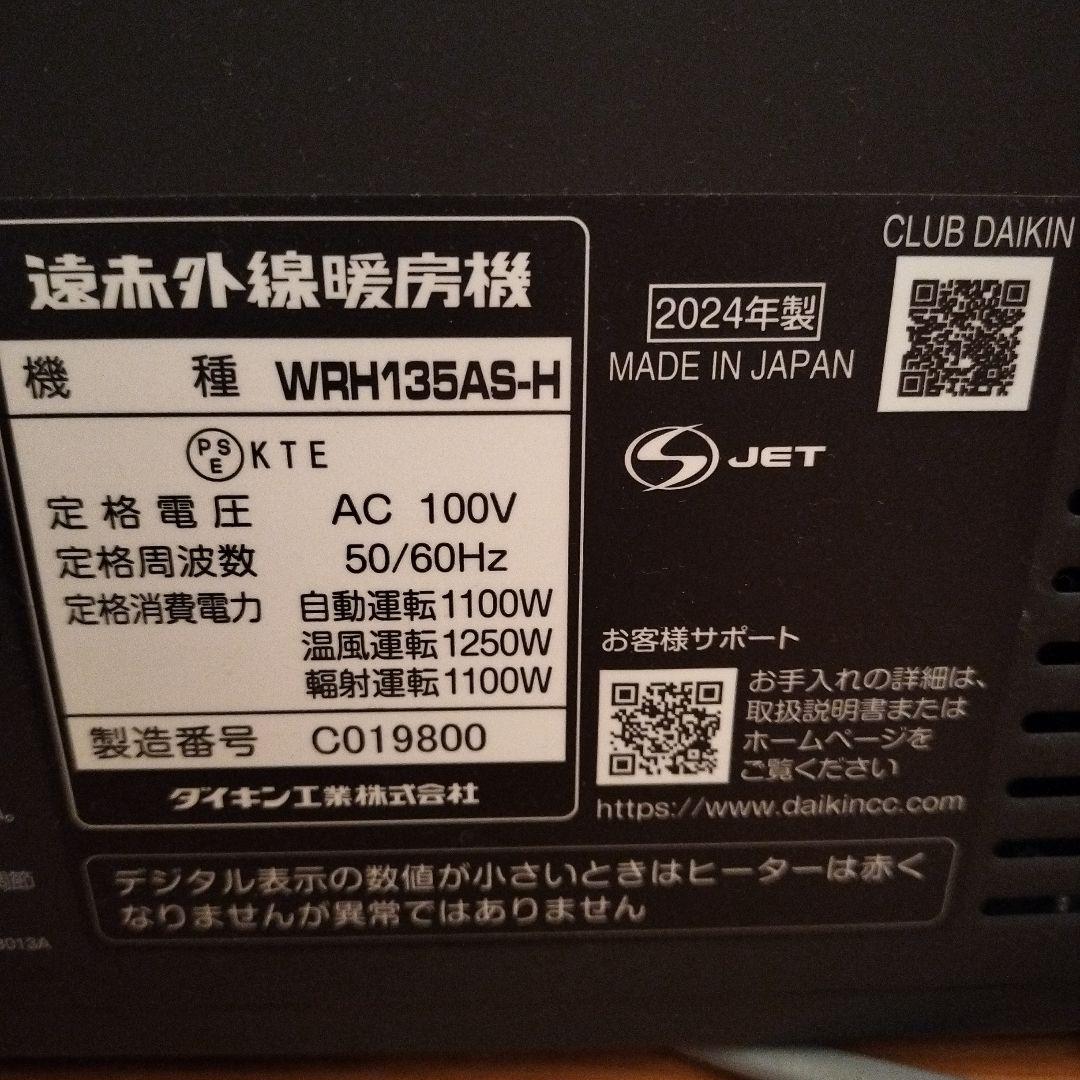 遠赤外線暖房機
機 種 WRH135AS-H
PSE KTE
定格電圧 AC 100V
定格周波数 50/60Hz
定格消費電力 自動運転1100W
温風運転1250W
輻射運転1100W
製造番号 C019800
ダイキン工業株式会社
2024年製
MADE IN JAPAN
S JET
CLUB DAIKIN
お客様サポート
お手入れの詳細は、
取扱説明書または
ホームページを
ご覧ください
https://www.daikincc.com
デジタル表示の数値が小さいときはヒーターは赤く
なりませんが異常ではありません
013A